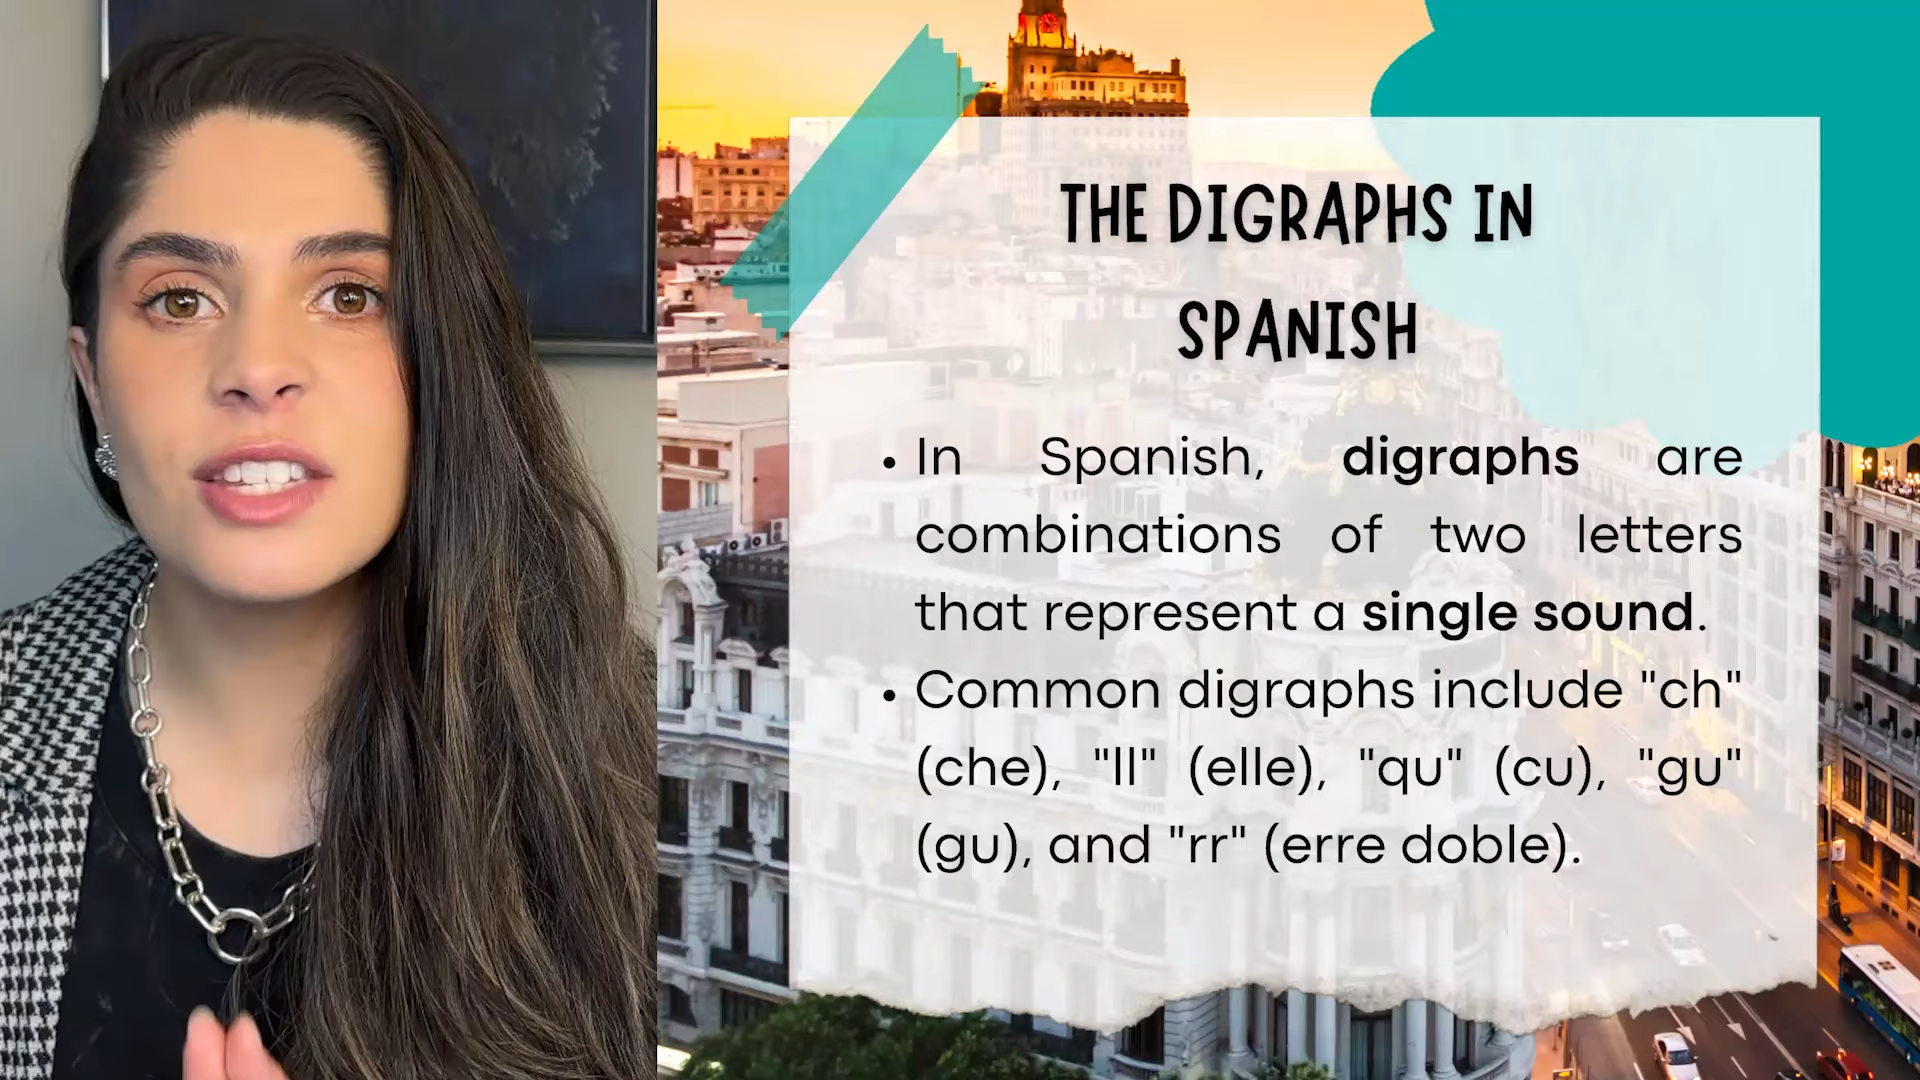 THE DIGRAPHS IN
SPANISH
• In Spanish, digraphs are
combinations of two letters
that represent a single sound.
• Common digraphs include "ch"
(che), "ll" (elle), "qu" (cu), "gu"
(gu), and "rr" (erre doble).